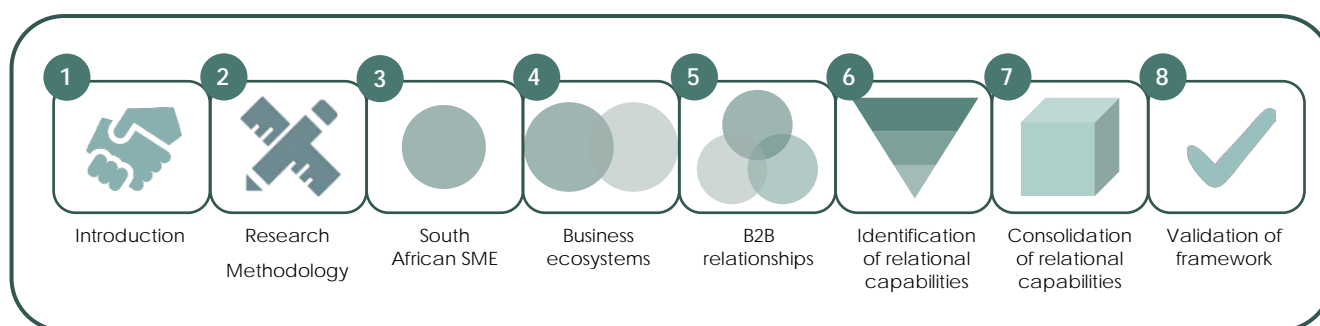 1
2
3
4
5
6
7
8
Introduction
Research
Methodology
South
African SME
Business
ecosystems
B2B
relationships
Identification
of relational
capabilities
Consolidation
of relational
capabilities
Validation of
framework